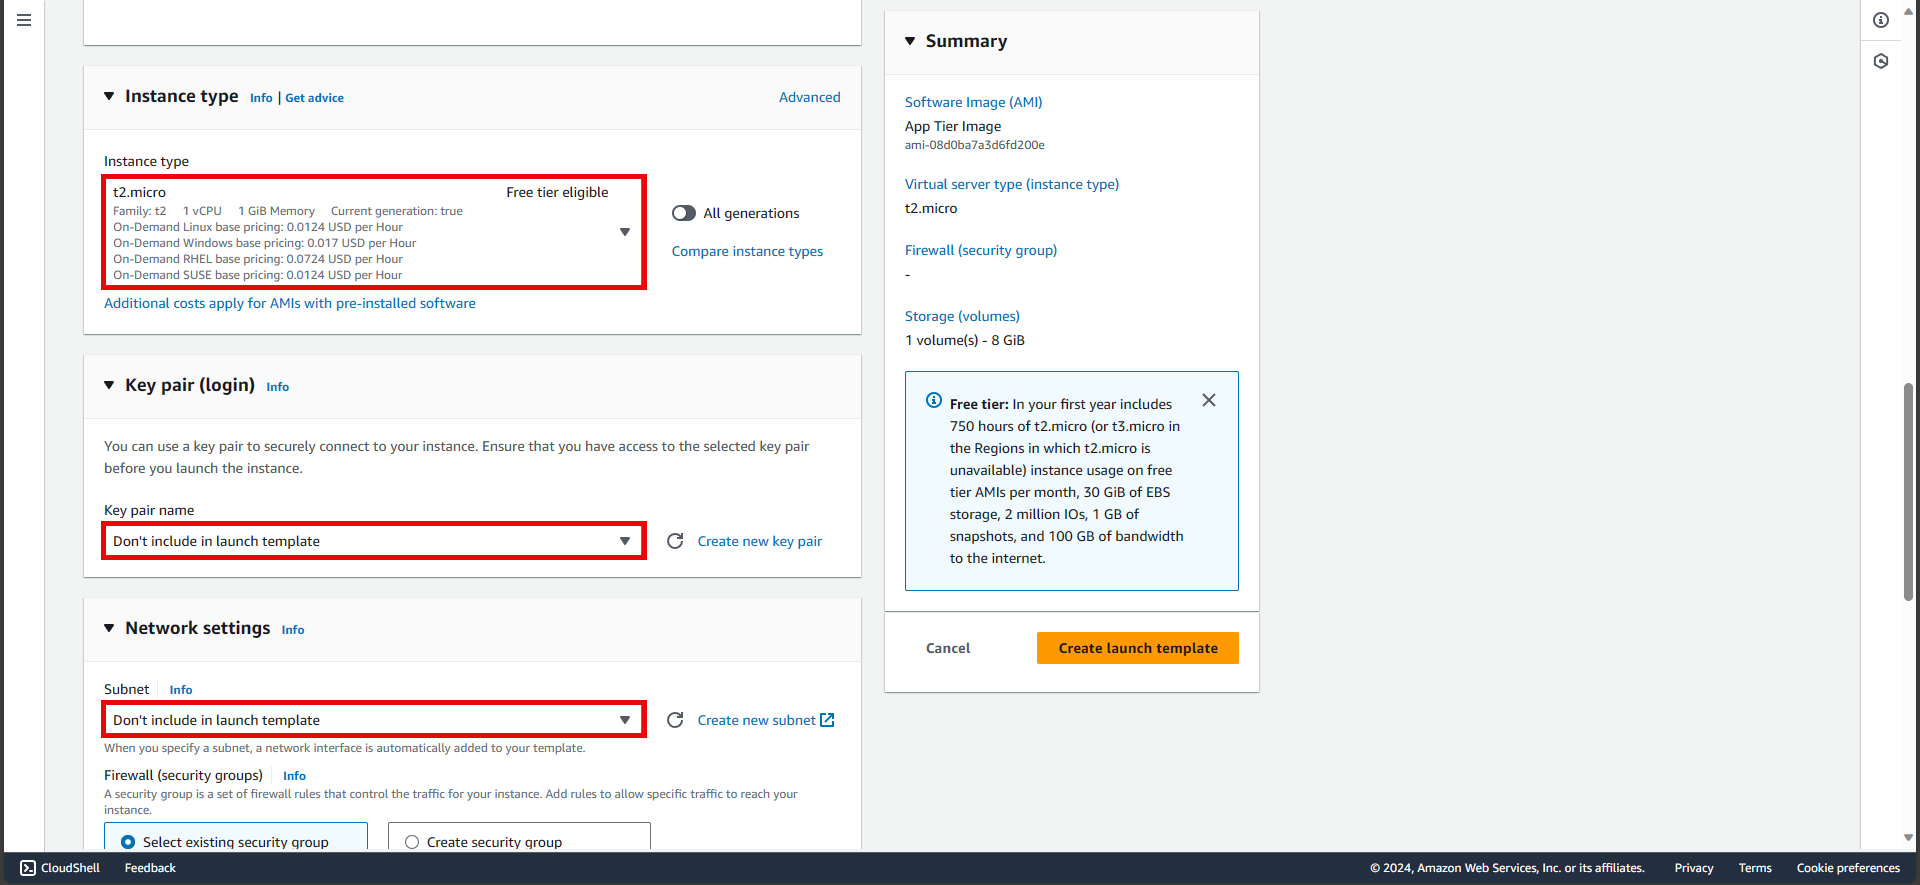 Instance type Info | Get advice Advanced
Instance type
t2.micro Free tier eligible
Family: t2 1 vCPU 1 GiB Memory Current generation: true
On-Demand Linux base pricing: 0.0124 USD per Hour
On-Demand Windows base pricing: 0.017 USD per Hour
On-Demand RHEL base pricing: 0.0724 USD per Hour
On-Demand SUSE base pricing: 0.0124 USD per Hour
All generations
Compare instance types
Additional costs apply for AMIs with pre-installed software
Key pair (login) Info
You can use a key pair to securely connect to your instance. Ensure that you have access to the selected key pair
before you launch the instance.
Key pair name
Don't include in launch template Create new key pair
Network settings Info
Subnet Info
Don't include in launch template Create new subnet
When you specify a subnet, a network interface is automatically added to your template.
Firewall (security groups) Info
A security group is a set of firewall rules that control the traffic for your instance. Add rules to allow specific traffic to reach your
instance.
Select existing security group Create security group
Summary
Software Image (AMI)
App Tier Image
ami-08d0ba7a3d6fd200e
Virtual server type (instance type)
t2.micro
Firewall (security group)
-
Storage (volumes)
1 volume(s) - 8 GiB
Free tier: In your first year includes
750 hours of t2.micro (or t3.micro in
the Regions in which t2.micro is
unavailable) instance usage on free
tier AMIs per month, 30 GiB of EBS
storage, 2 million IOs, 1 GB of
snapshots, and 100 GB of bandwidth
to the internet.
Cancel Create launch template
CloudShell Feedback © 2024, Amazon Web Services, Inc. or its affiliates. Privacy Terms Cookie preferences